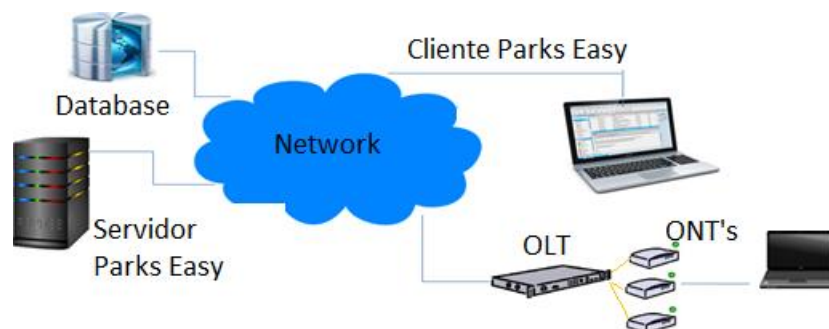 Cliente Parks Easy
Database
Network
Servidor
Parks Easy
OLT
ONT's